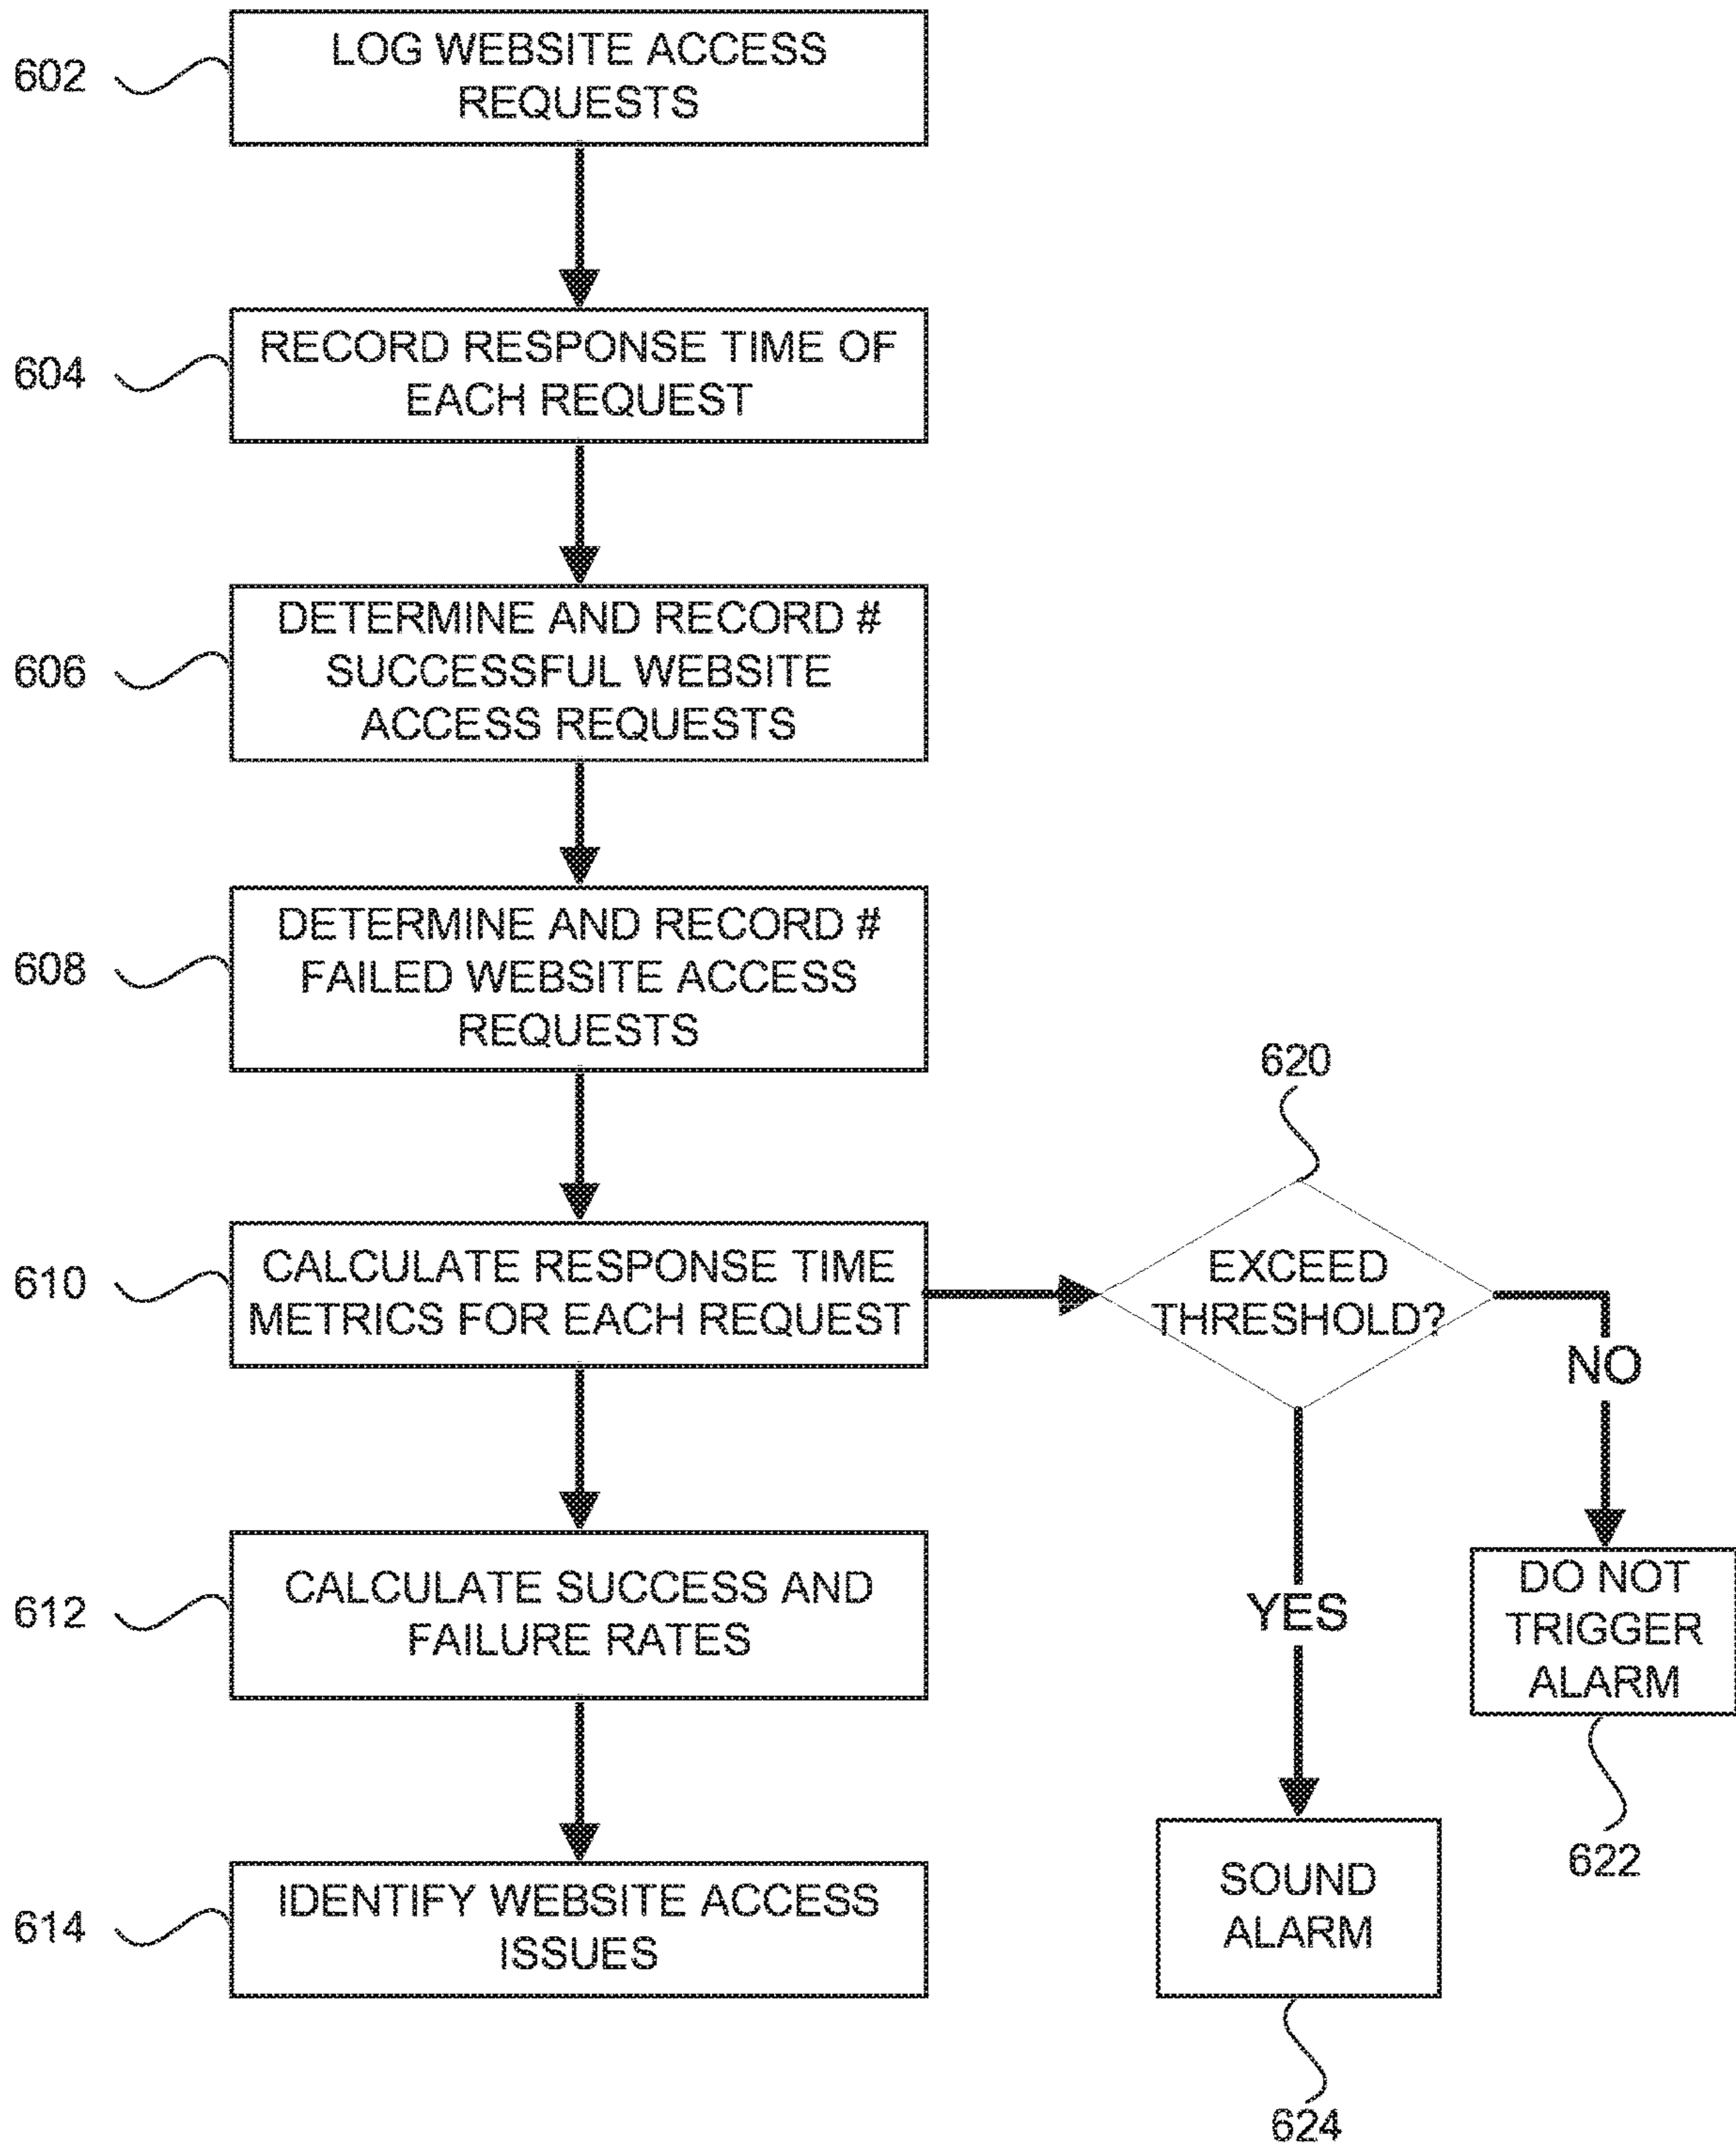 602
LOG WEBSITE ACCESS
REQUESTS
604
RECORD RESPONSE TIME OF
EACH REQUEST
606
DETERMINE AND RECORD #
SUCCESSFUL WEBSITE
ACCESS REQUESTS
608
DETERMINE AND RECORD #
FAILED WEBSITE ACCESS
REQUESTS
610
CALCULATE RESPONSE TIME
METRICS FOR EACH REQUEST
620
EXCEED
THRESHOLD?
NO
YES
612
CALCULATE SUCCESS AND
FAILURE RATES
DO NOT
TRIGGER
ALARM
622
614
IDENTIFY WEBSITE ACCESS
ISSUES
SOUND
ALARM
624